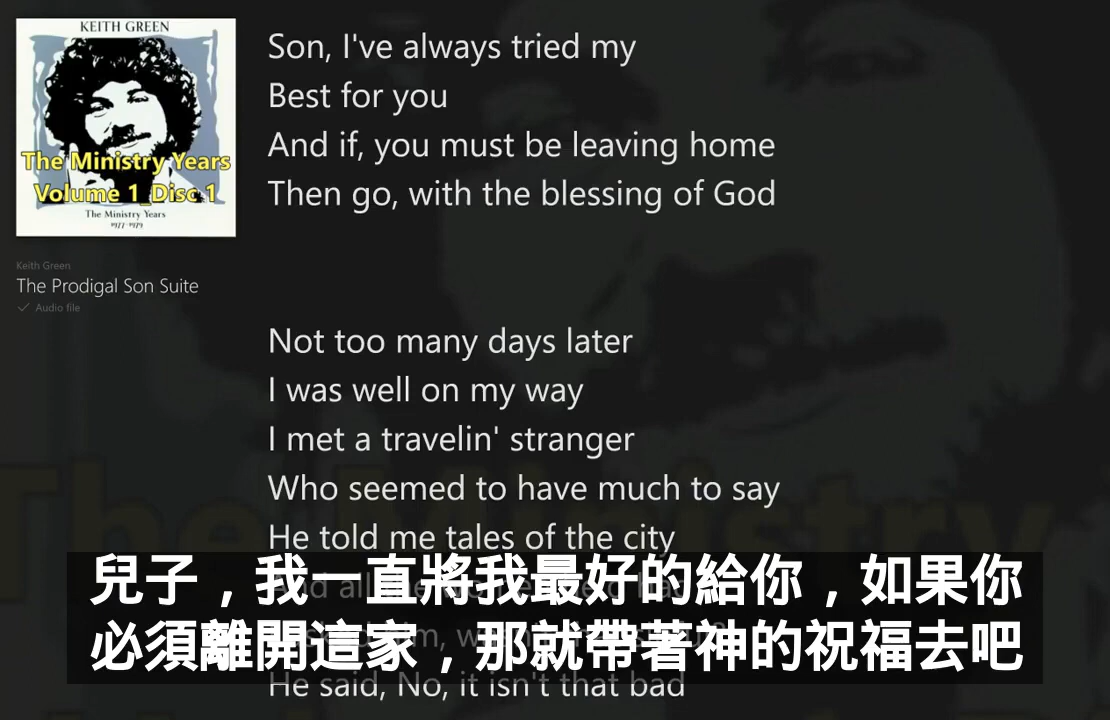 KEITH GREEN
The Ministry Years
Volume 1_Disc 1
The Ministry Years
1977-1979
Keith Green
The Prodigal Son Suite
Audio file
Son, I've always tried my
Best for you
And if, you must be leaving home
Then go, with the blessing of God
Not too many days later
I was well on my way
I met a travelin' stranger
Who seemed to have much to say
He told me tales of the city
兒子，我一直將我最好的給你，如果你
必須離開這家，那就帶著神的祝福去吧
He said, No, it isn't that bad